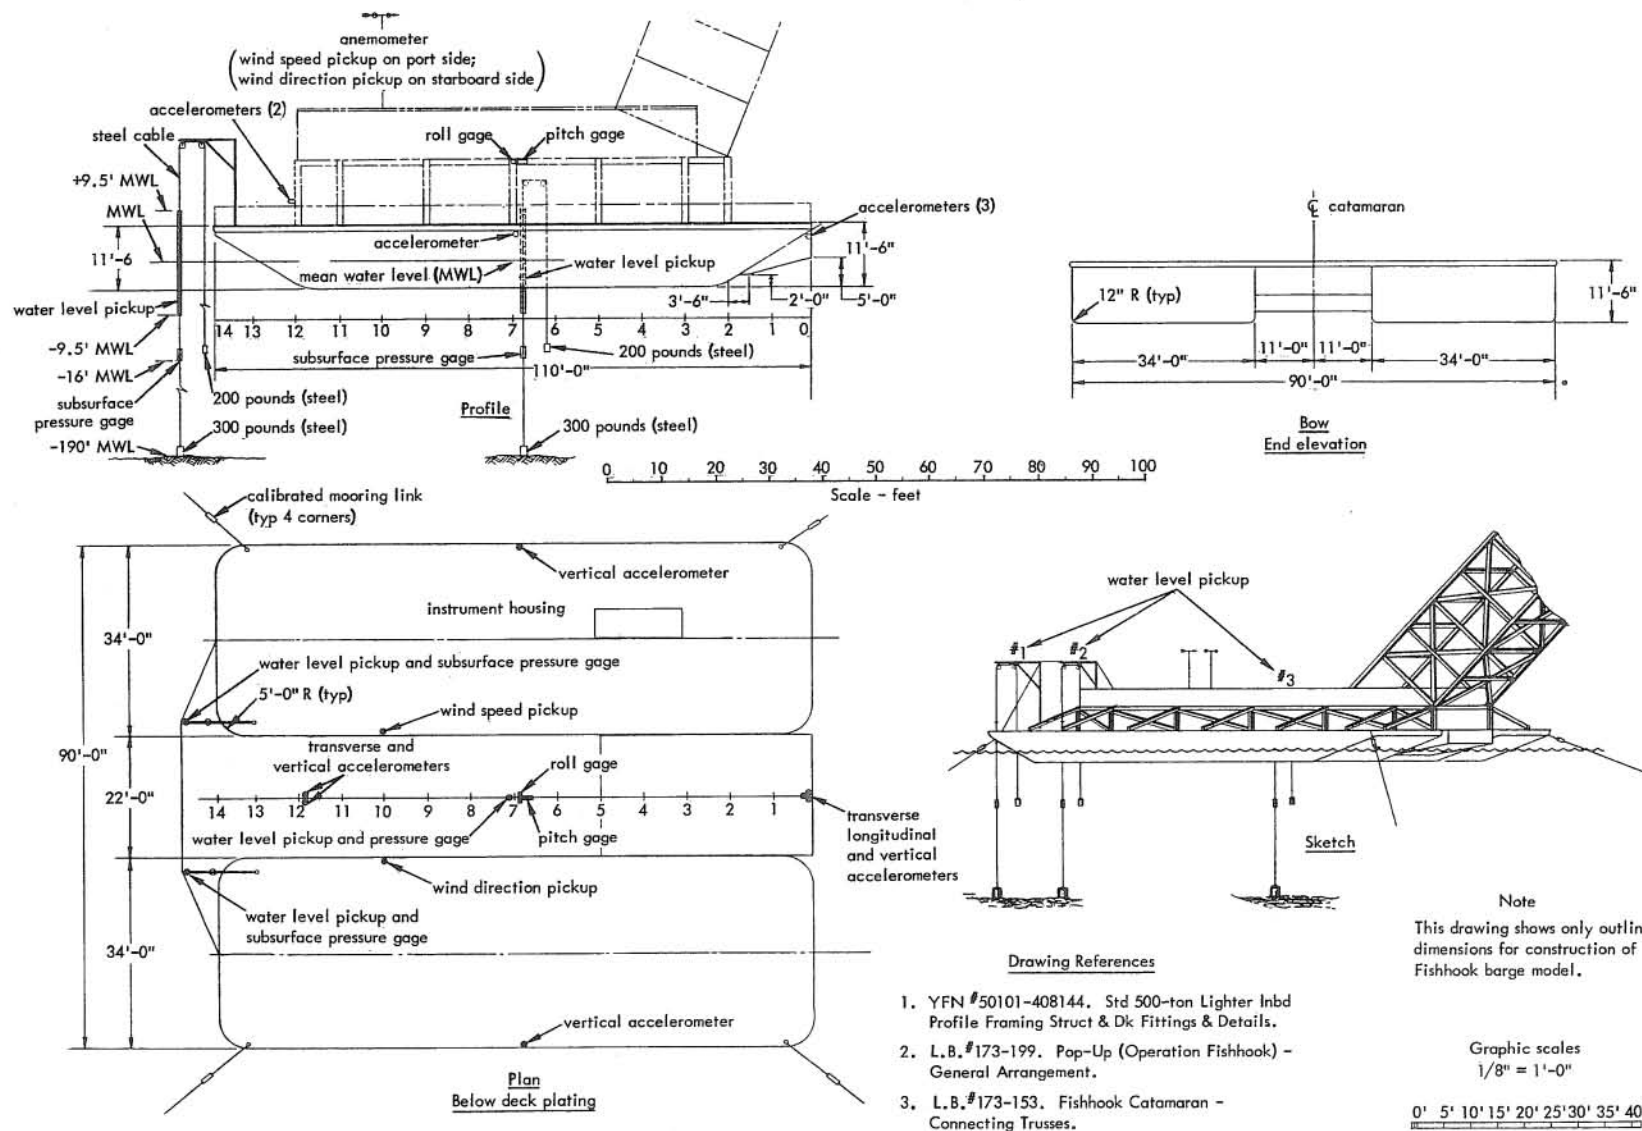 anemometer
(wind speed pickup on port side;
wind direction pickup on starboard side)
accelerometers (2)
steel cable
roll gage
pitch gage
+9.5' MWL
MWL
accelerometers (3)
accelerometer
11'-6
11'-6"
mean water level (MWL)
water level pickup
3'-6"
2'-0"
5'-0"
water level pickup
14 13 12 11 10 9 8 7 6 5 4 3 2 1 0
-9.5' MWL
subsurface pressure gage
200 pounds (steel)
-16' MWL
110'-0"
200 pounds (steel)
subsurface
pressure gage
Profile
300 pounds (steel)
300 pounds (steel)
-190' MWL
C̲L catamaran
12" R (typ)
11'-6"
34'-0" 11'-0" 11'-0" 34'-0"
90'-0"
Bow
End elevation
0 10 20 30 40 50 60 70 80 90 100
Scale - feet
calibrated mooring link
(typ 4 corners)
vertical accelerometer
instrument housing
34'-0"
water level pickup and subsurface pressure gage
5'-0" R (typ)
wind speed pickup
90'-0"
transverse and
vertical accelerometers
roll gage
22'-0"
14 13 12 11 10 9 8 7 6 5 4 3 2 1
water level pickup and pressure gage
pitch gage
transverse
longitudinal
and vertical
accelerometers
wind direction pickup
water level pickup and
subsurface pressure gage
34'-0"
vertical accelerometer
Plan
Below deck plating
water level pickup
#1 #2 #3
Sketch
Note
This drawing shows only outlin
dimensions for construction of
Fishhook barge model.
Drawing References
1. YFN #50101-408144. Std 500-ton Lighter Inbd
Profile Framing Struct & Dk Fittings & Details.
2. L.B.#173-199. Pop-Up (Operation Fishhook) -
General Arrangement.
3. L.B.#173-153. Fishhook Catamaran -
Connecting Trusses.
Graphic scales
1/8" = 1'-0"
0' 5' 10' 15' 20' 25' 30' 35' 40